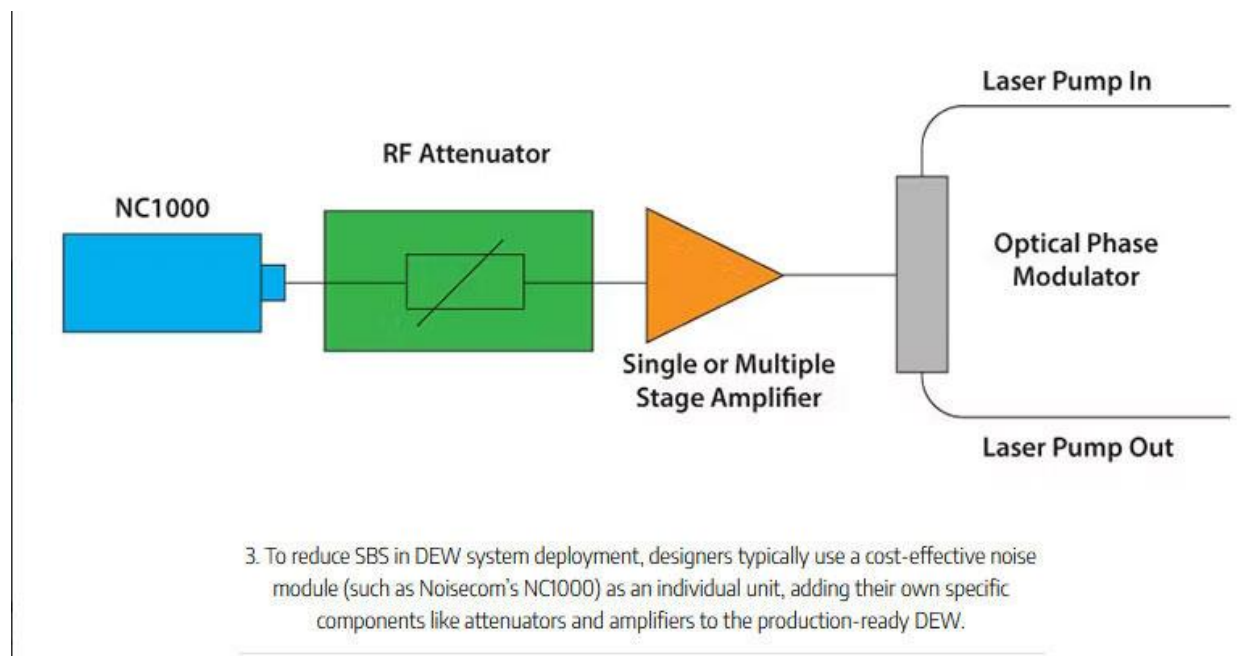 Laser Pump In
RF Attenuator
NC1000
Optical Phase
Modulator
Single or Multiple
Stage Amplifier
Laser Pump Out
3. To reduce SBS in DEW system deployment, designers typically use a cost-effective noise
module (such as Noisecom's NC1000) as an individual unit, adding their own specific
components like attenuators and amplifiers to the production-ready DEW.